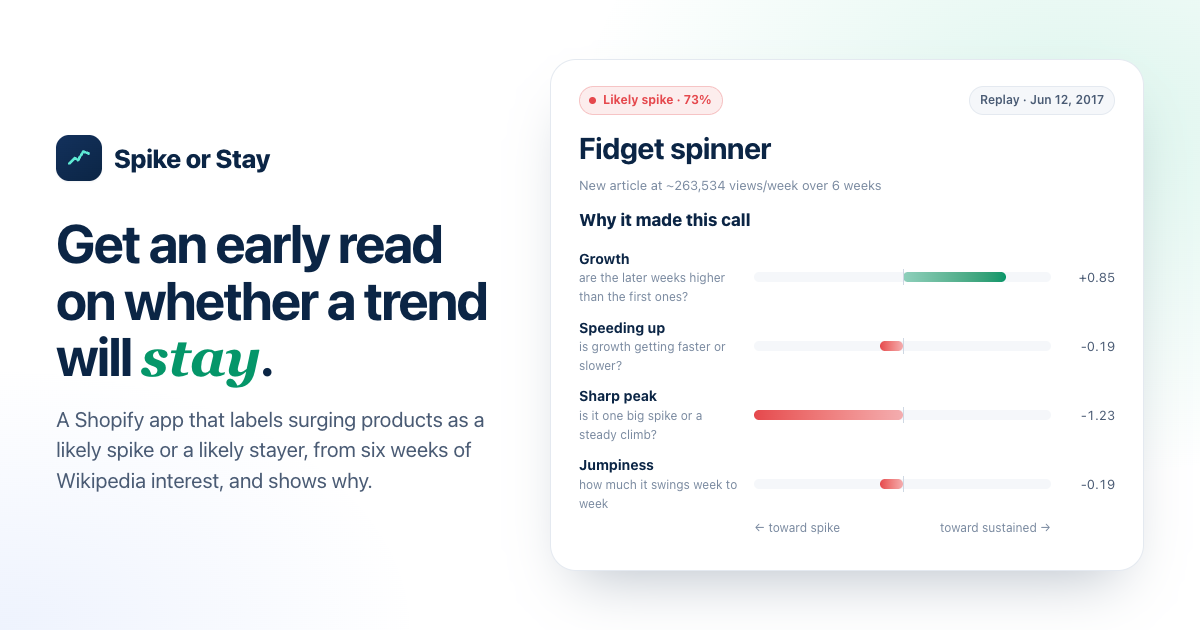 Spike or Stay
Get an early read
on whether a trend
will stay.
A Shopify app that labels surging products as a
likely spike or a likely stayer, from six weeks of
Wikipedia interest, and shows why.
Likely spike · 73%
Replay · Jun 12, 2017
Fidget spinner
New article at ~263,534 views/week over 6 weeks
Why it made this call
Growth
are the later weeks higher
than the first ones?
+0.85
Speeding up
is growth getting faster or
slower?
-0.19
Sharp peak
is it one big spike or a
steady climb?
-1.23
Jumpiness
how much it swings week to
week
-0.19
← toward spike
toward sustained →